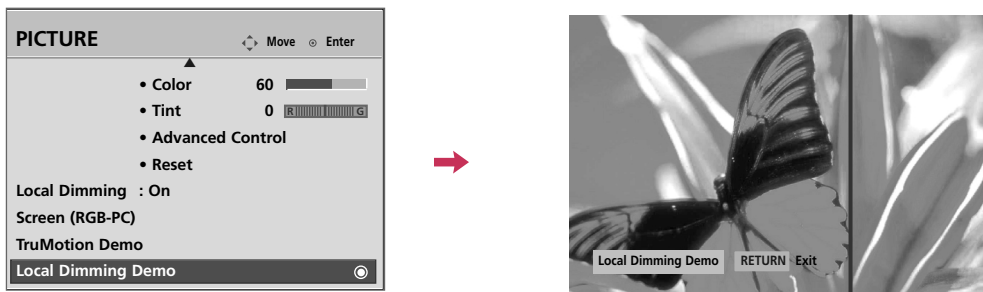 PICTURE
Move Enter
• Color 60
• Tint 0 R G
• Advanced Control
• Reset
Local Dimming : On
Screen (RGB-PC)
TruMotion Demo
Local Dimming Demo
Local Dimming Demo RETURN Exit